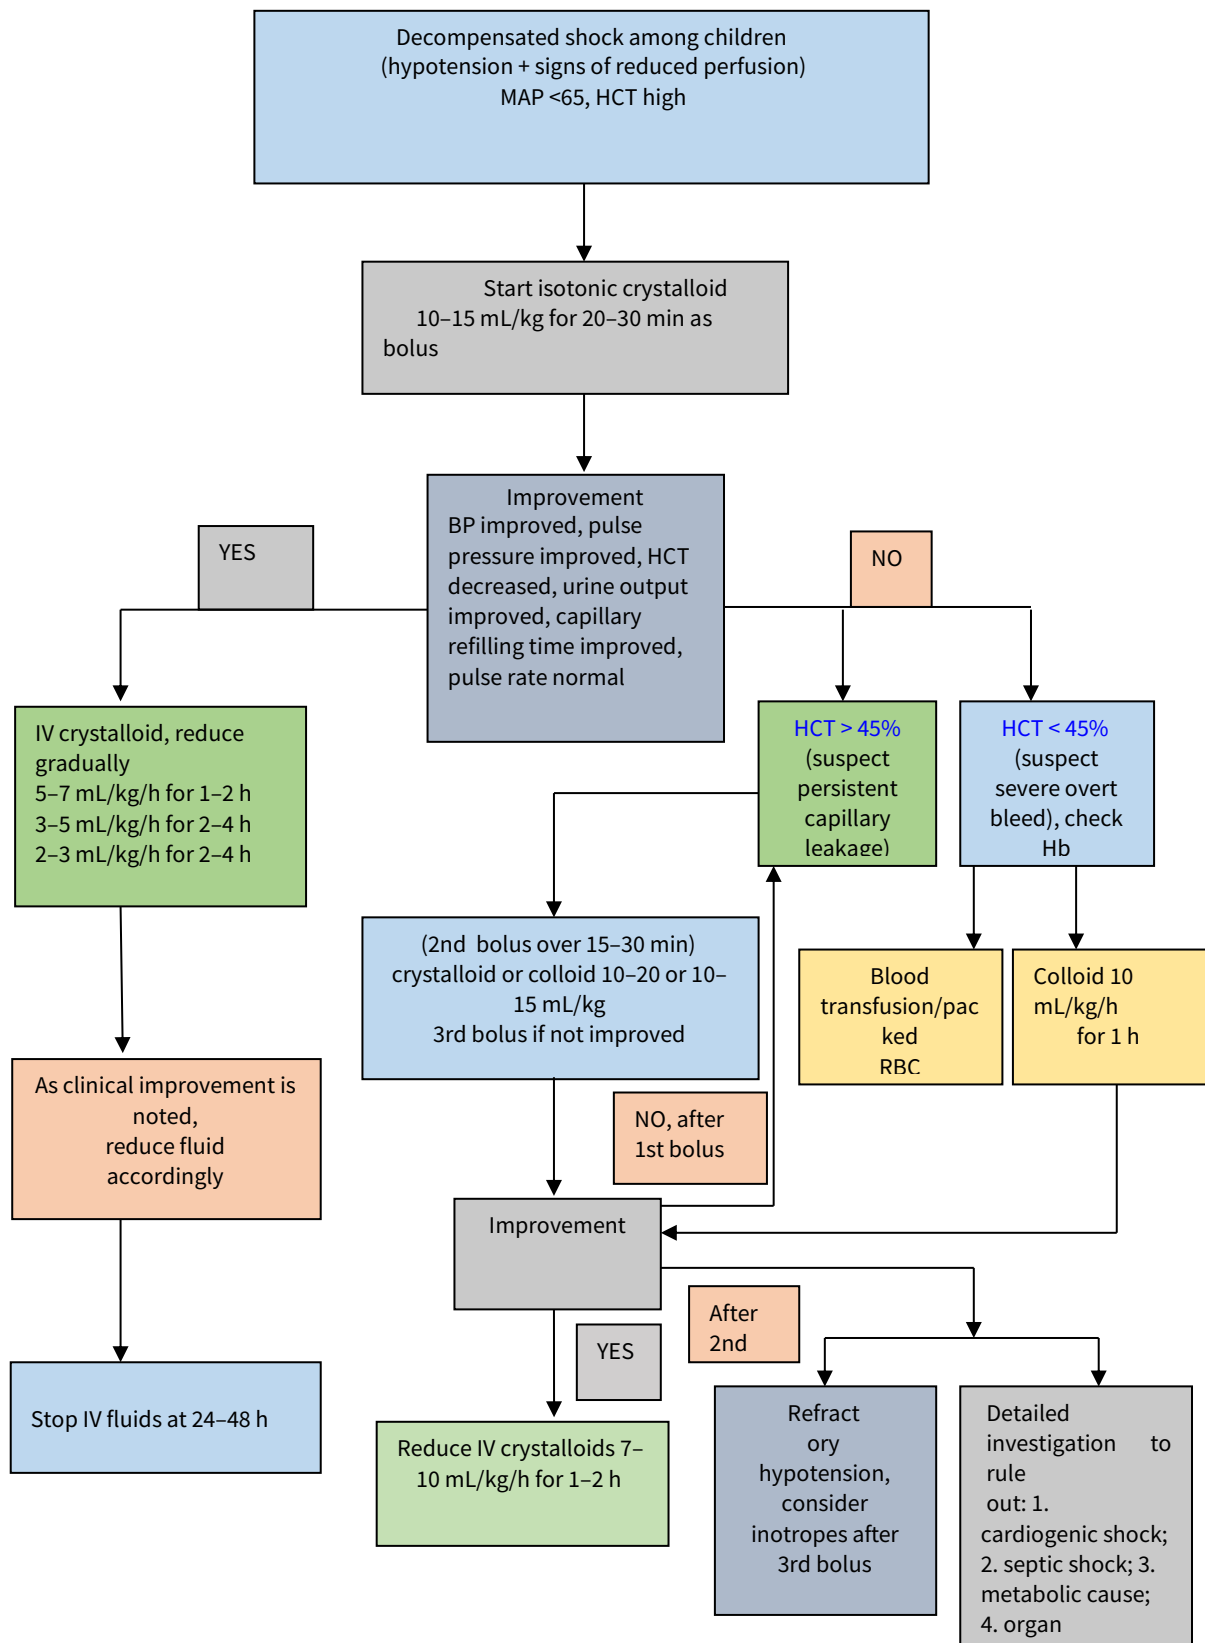 Decompensated shock among children
(hypotension + signs of reduced perfusion)
MAP <65, HCT high
Start isotonic crystalloid
10–15 mL/kg for 20–30 min as
bolus
Improvement
BP improved, pulse
pressure improved, HCT
decreased, urine output
improved, capillary
refilling time improved,
pulse rate normal
YES
NO
IV crystalloid, reduce
gradually
5–7 mL/kg/h for 1–2 h
3–5 mL/kg/h for 2–4 h
2–3 mL/kg/h for 2–4 h
HCT > 45%
(suspect
persistent
capillary
leakage)
HCT < 45%
(suspect
severe overt
bleed), check
Hb
(2nd bolus over 15–30 min)
crystalloid or colloid 10–20 or 10–
15 mL/kg
3rd bolus if not improved
Blood
transfusion/pac
ked
RBC
Colloid 10
mL/kg/h
for 1 h
As clinical improvement is
noted,
reduce fluid
accordingly
NO, after
1st bolus
Improvement
After
2nd
YES
Stop IV fluids at 24–48 h
Reduce IV crystalloids 7–
10 mL/kg/h for 1–2 h
Refract
ory
hypotension,
consider
inotropes after
3rd bolus
Detailed
investigation to
rule
out: 1.
cardiogenic shock;
2. septic shock; 3.
metabolic cause;
4. organ